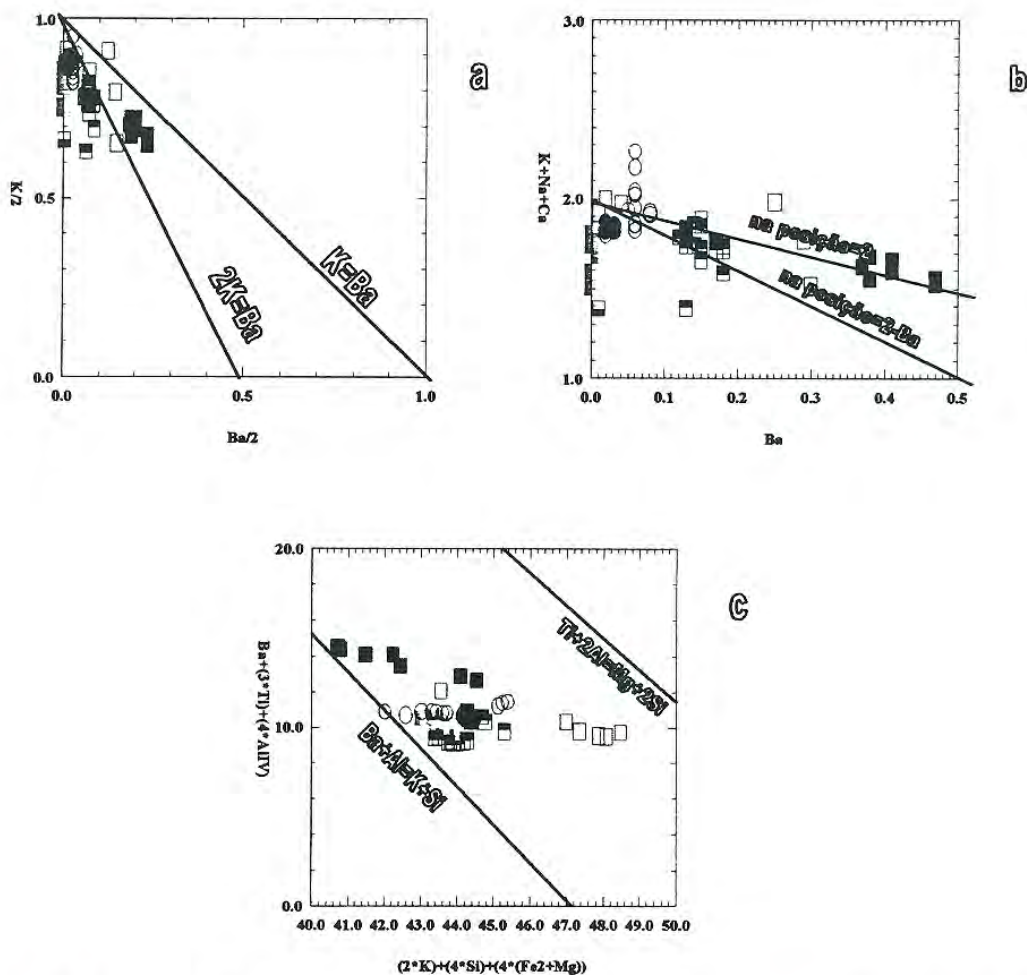 a
1.0
0.5
0.0
K/2
K=Ba
2K=Ba
0.0 0.5 1.0
Ba/2
b
3.0
2.0
1.0
K+Na+Ca
na posição=2
na posição=2-Ba
0.0 0.1 0.2 0.3 0.4 0.5
Ba
c
20.0
10.0
0.0
Ba+(3*Ti)+(4*AlIV)
Ti+2Al=Mg+2Si
Ba+Al=K+Si
40.0 41.0 42.0 43.0 44.0 45.0 46.0 47.0 48.0 49.0 50.0
(2*K)+(4*Si)+(4*(Fe2+Mg))